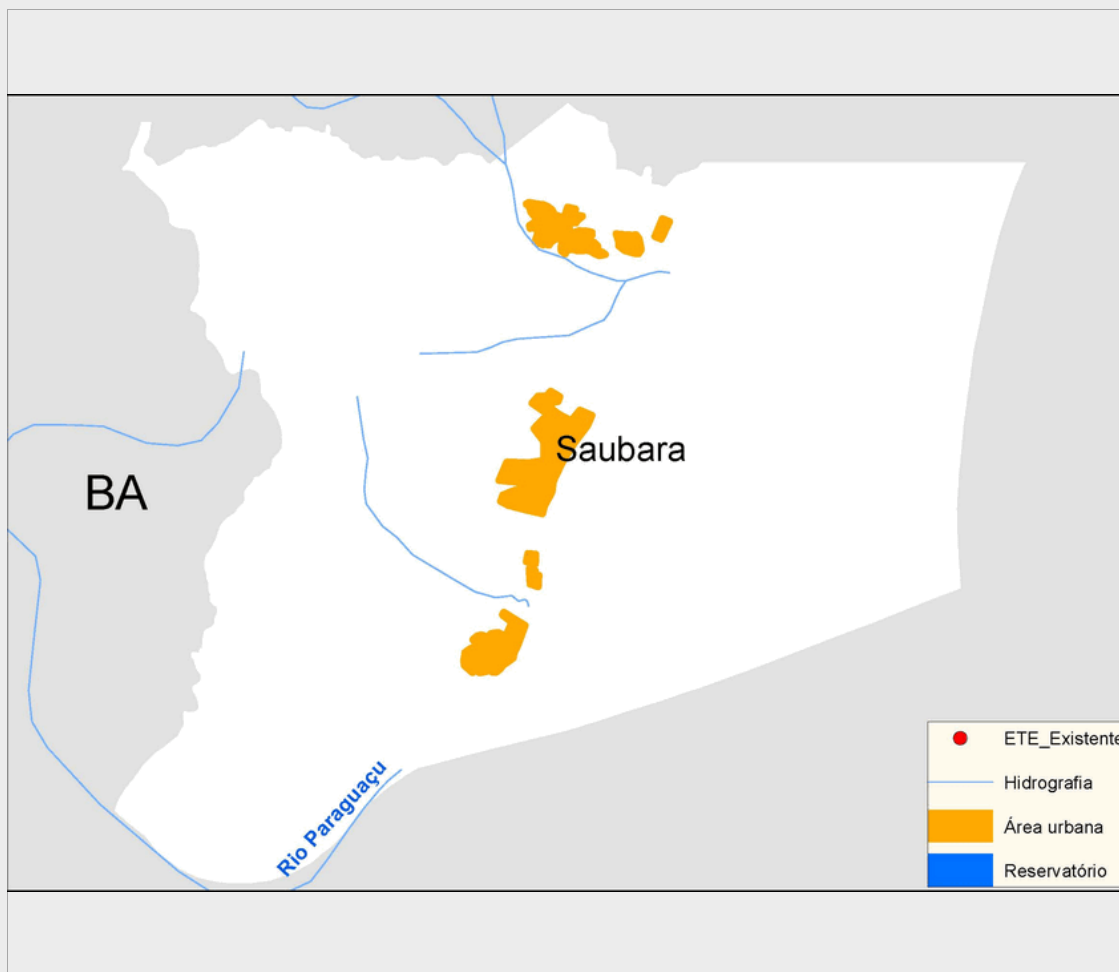 Saubara
BA
Rio Paraguaçu
ETE_Existente
Hidrografia
Área urbana
Reservatório